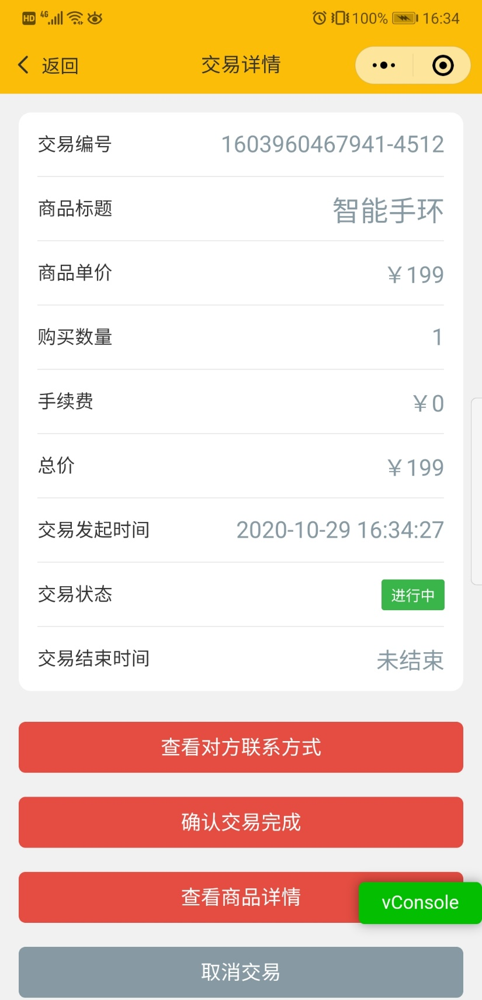 HD 4G 100% 16:34
返回 交易详情
交易编号 1603960467941-4512
商品标题 智能手环
商品单价 ￥199
购买数量 1
手续费 ￥0
总价 ￥199
交易发起时间 2020-10-29 16:34:27
交易状态 进行中
交易结束时间 未结束
查看对方联系方式
确认交易完成
查看商品详情
vConsole
取消交易